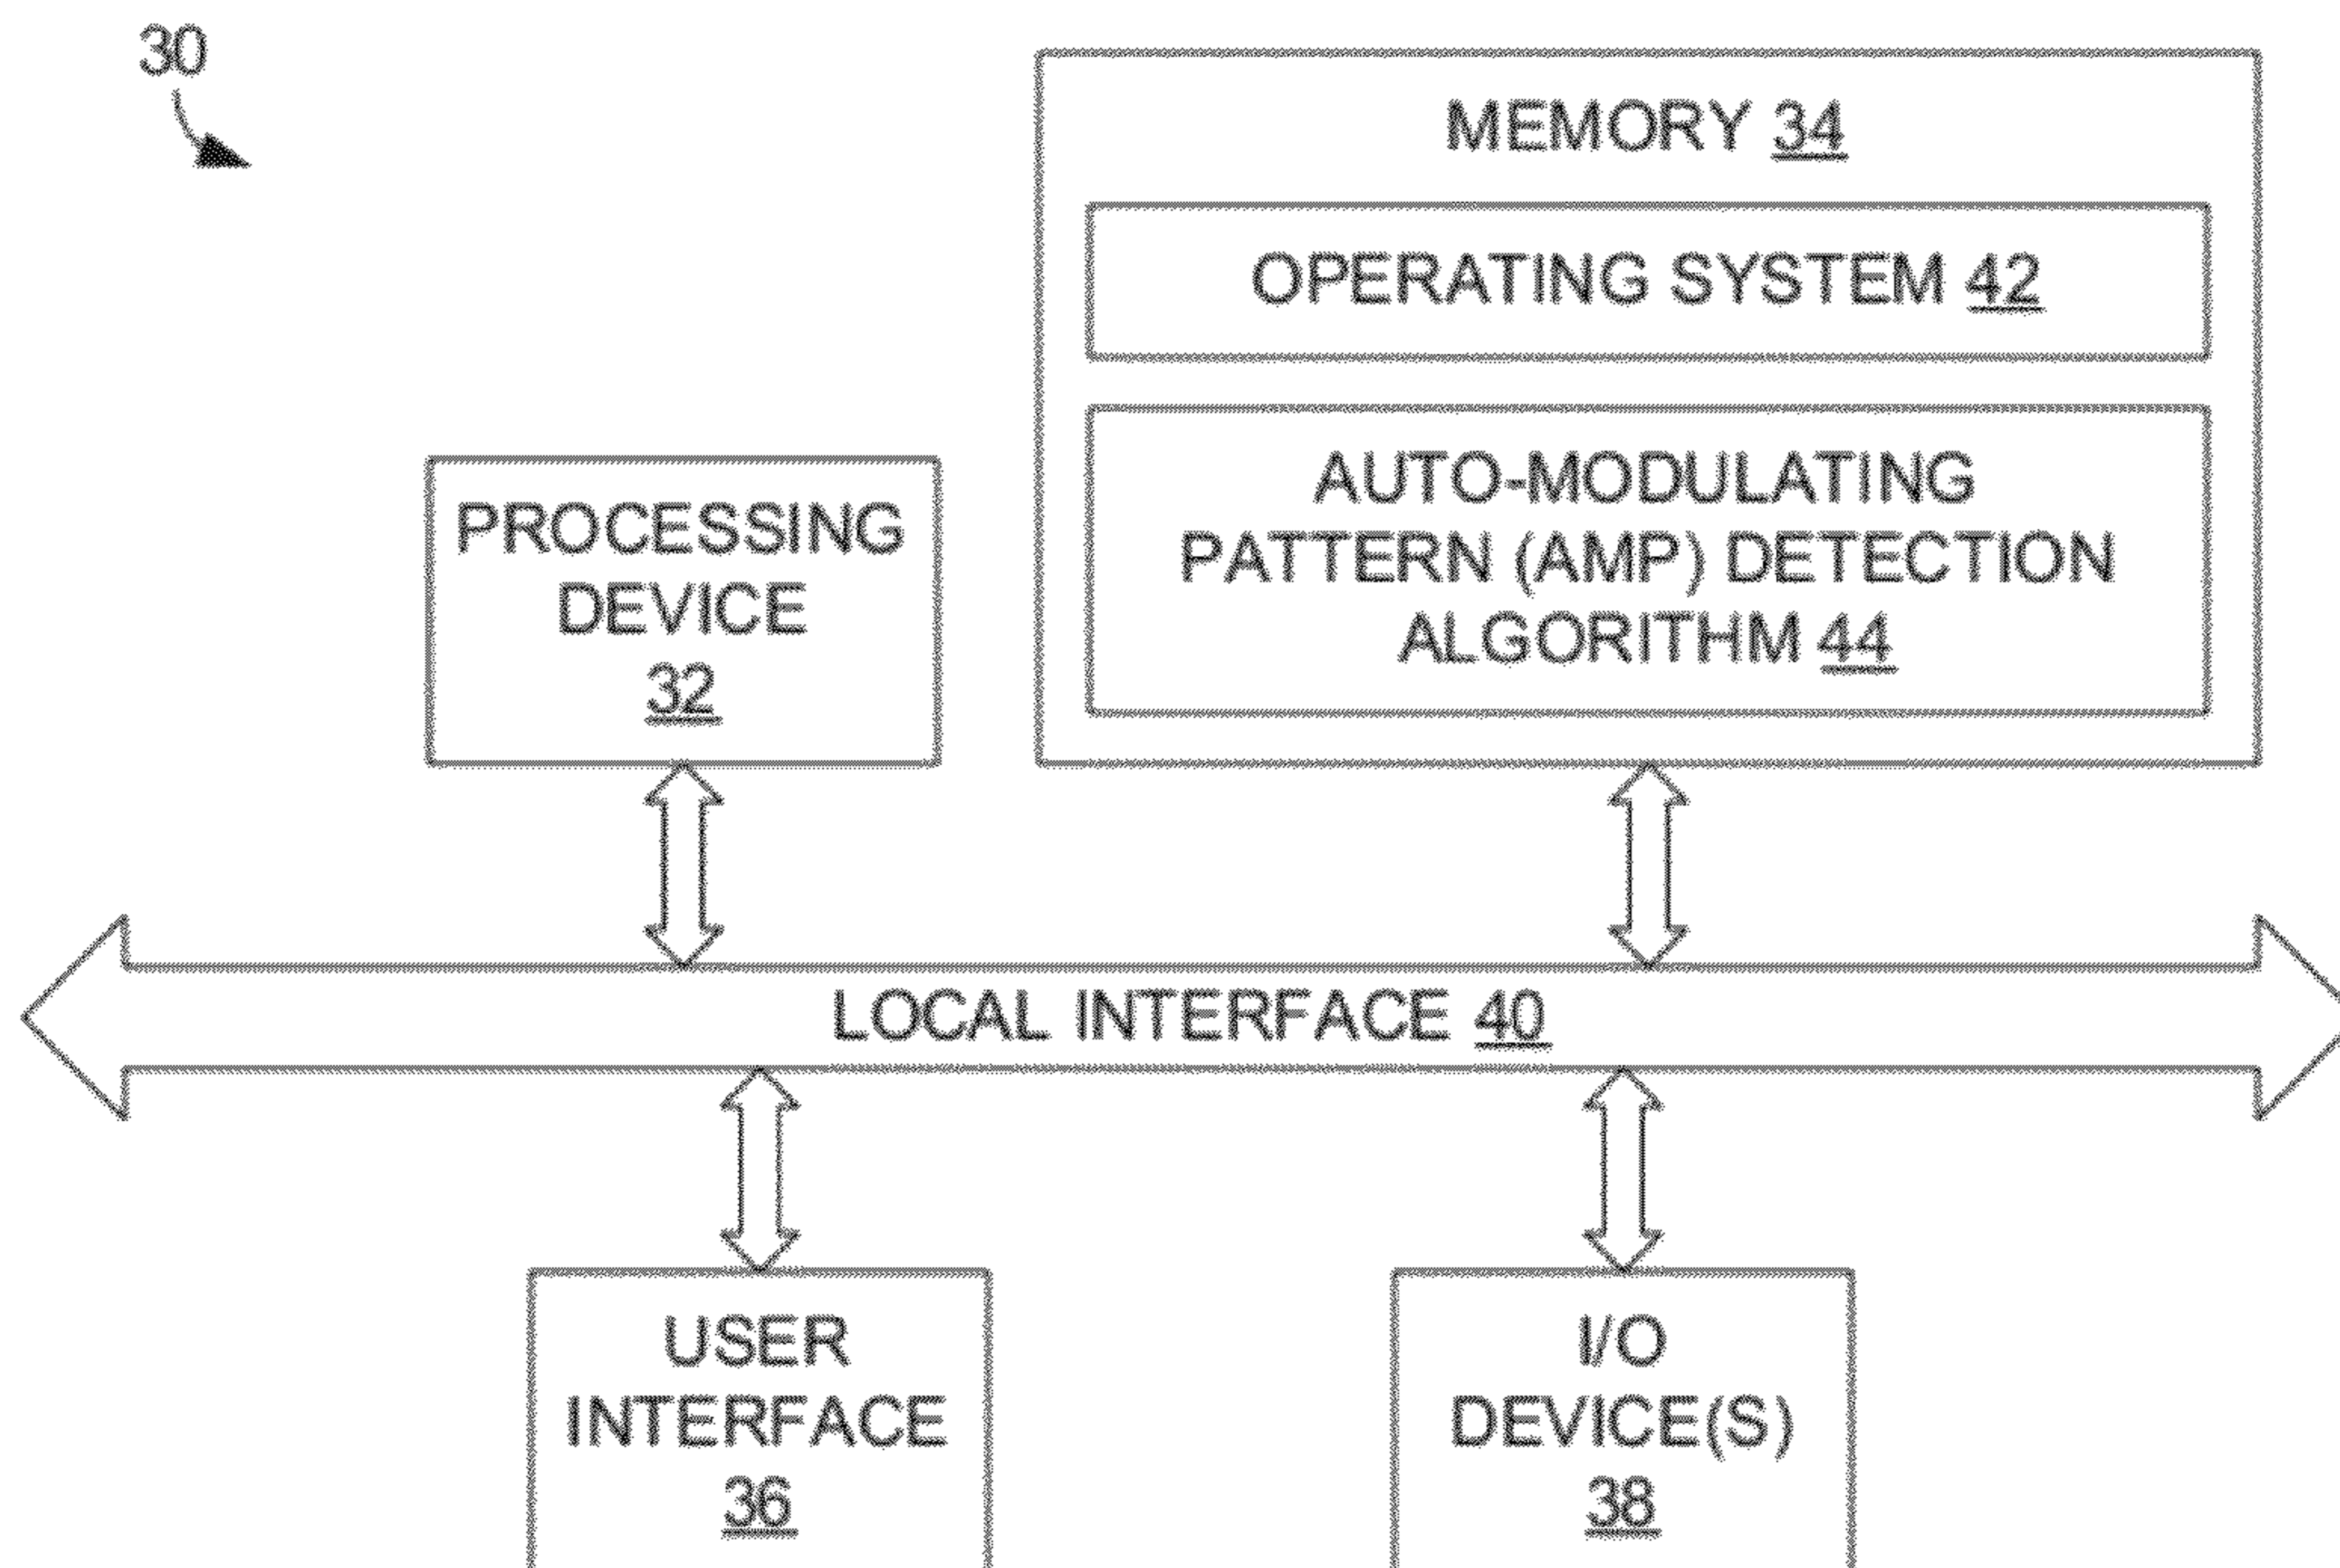 30
MEMORY 34
OPERATING SYSTEM 42
AUTO-MODULATING
PATTERN (AMP) DETECTION
ALGORITHM 44
PROCESSING
DEVICE
32
LOCAL INTERFACE 40
USER
INTERFACE
36
I/O
DEVICE(S)
38